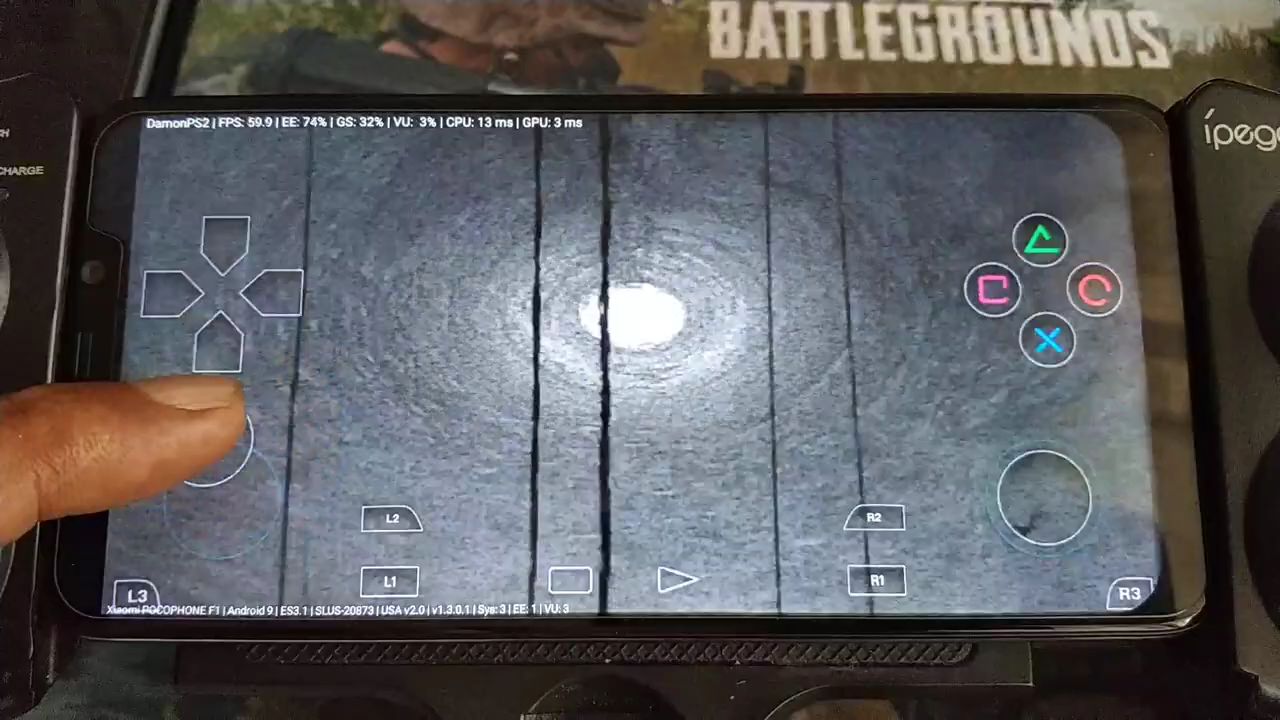 BATTLEGROUNDS
ípeg
CHARGE
DamonPS2 | FPS: 59.9 | EE: 74% | GS: 32% | VU: 3% | CPU: 13 ms | GPU: 3 ms
L2
R2
L1
R1
L3
R3
Xiaomi POCOPHONE F1 | Android 9 | ES3.1 | SLUS-20873 | USA v2.0 | v1.3.0.1 | Sys: 3 | EE: 1 | VU: 3